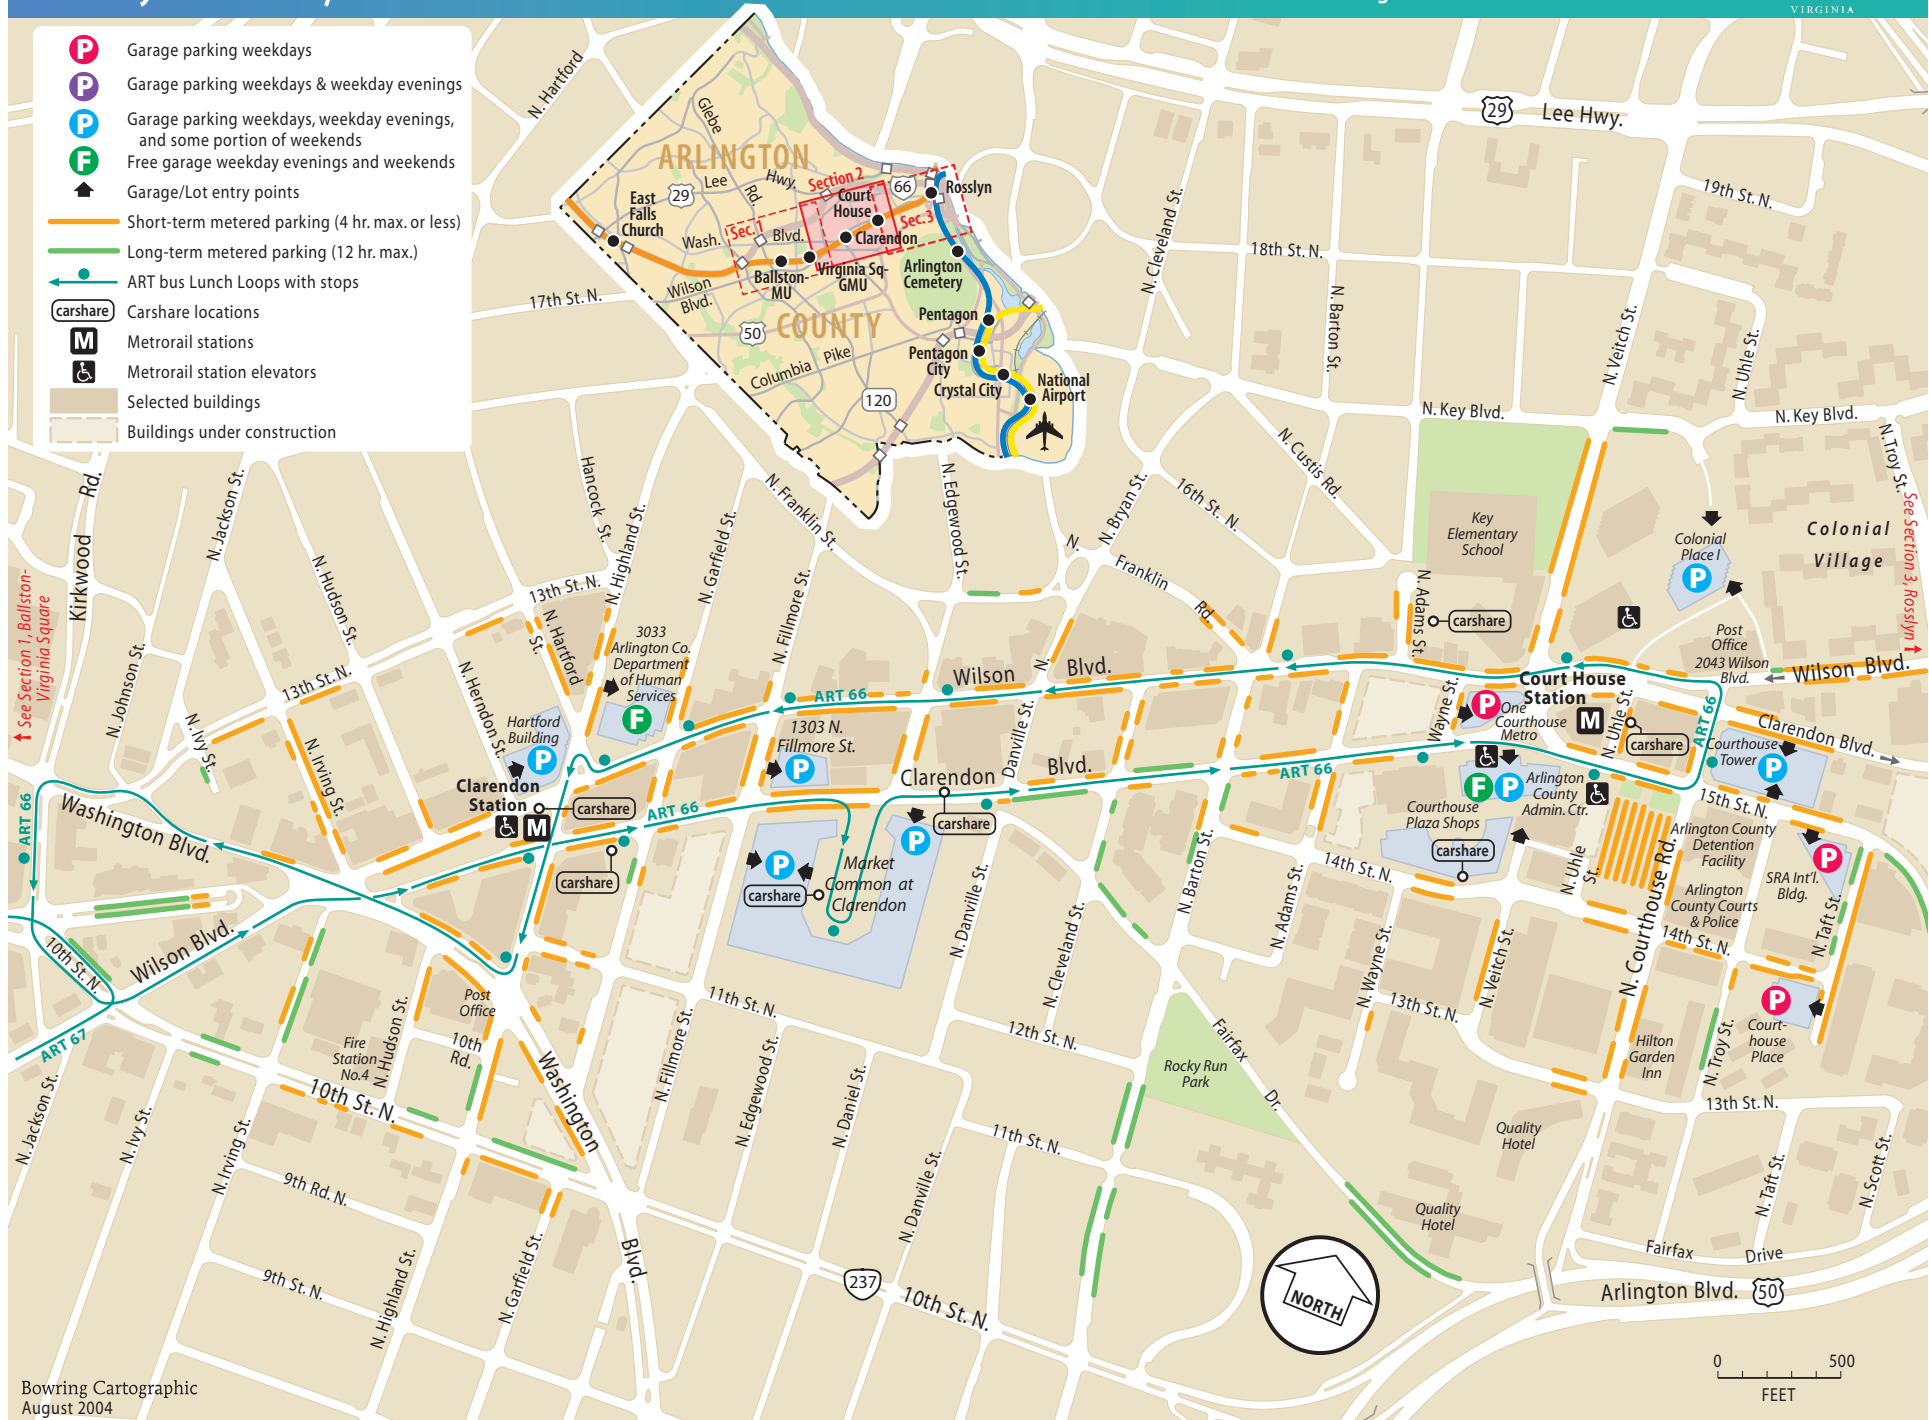 VIRGINIA
P Garage parking weekdays
P Garage parking weekdays & weekday evenings
P Garage parking weekdays, weekday evenings,
and some portion of weekends
F Free garage weekday evenings and weekends
Garage/Lot entry points
Short-term metered parking (4 hr. max. or less)
Long-term metered parking (12 hr. max.)
ART bus Lunch Loops with stops
carshare Carshare locations
M Metrorail stations
Metrorail station elevators
Selected buildings
Buildings under construction
ARLINGTON
COUNTY
Glebe
Rd.
Lee
Hwy.
29
66
50
120
Section 2
Sec. 1
Sec. 3
East
Falls
Church
Wash.
Blvd.
Wilson
Blvd.
Columbia Pike
Ballston-
MU
Virginia Sq-
GMU
Clarendon
Court
House
Rosslyn
Arlington
Cemetery
Pentagon
Pentagon
City
Crystal City
National
Airport
N. Hartford
17th St. N.
29
Lee Hwy.
19th St. N.
18th St. N.
N. Cleveland St.
N. Barton St.
N. Veitch St.
N. Uhle St.
N. Key Blvd.
N. Key Blvd.
N. Troy St.
N. Custis Rd.
16th St. N.
N. Bryan St.
N. Edgewood St.
N. Franklin St.
N.
Franklin
Rd.
Kirkwood
Rd.
N. Jackson St.
N. Hudson St.
Hancock St.
N. Highland St.
N. Garfield St.
N. Fillmore St.
13th St. N.
N. Hartford
St.
N. Johnson St.
N. Ivy St.
13th St. N.
N. Irving St.
N. Herndon St.
See Section 1, Ballston-
Virginia Square
See Section 3, Rosslyn
Key
Elementary
School
Colonial
Place I
P
Colonial
Village
Post
Office
2043 Wilson
Blvd.
N. Adams St.
carshare
3033
Arlington Co.
Department
of Human
Services
F
Hartford
Building
P
1303 N.
Fillmore St.
P
Wilson
Blvd.
N.
Danville St.
Wilson Blvd.
Clarendon Blvd.
Clarendon
Blvd.
ART 66
ART 66
ART 66
ART 66
ART 66
ART 67
Court House
Station
M
Wayne St.
P
One
Courthouse
Metro
N. Uhle St.
carshare
Courthouse
Tower
P
F
P
Arlington
County
Admin. Ctr.
Courthouse
Plaza Shops
carshare
15th St. N.
Arlington County
Detention
Facility
Arlington
County Courts
& Police
SRA Int'l.
Bldg.
P
N. Taft St.
N. Uhle
St.
N. Courthouse Rd.
14th St. N.
14th St. N.
Clarendon
Station
M
carshare
carshare
carshare
carshare
P
P
Market
Common at
Clarendon
Washington Blvd.
Wilson Blvd.
10th St. N.
N. Danville St.
N. Cleveland St.
N. Barton St.
N. Adams St.
N. Wayne St.
N. Veitch St.
13th St. N.
P
Court-
house
Place
N. Troy St.
Hilton
Garden
Inn
13th St. N.
Post
Office
10th
Rd.
Fire
Station
No.4
N. Hudson St.
Washington
Blvd.
10th St. N.
N. Fillmore St.
11th St. N.
N. Edgewood St.
N. Daniel St.
12th St. N.
11th St. N.
N. Danville St.
Rocky Run
Park
Fairfax
Dr.
Quality
Hotel
Quality
Hotel
N. Taft St.
N. Scott St.
Fairfax Drive
Arlington Blvd.
50
N. Jackson St.
N. Ivy St.
N. Irving St.
9th Rd. N.
9th St. N.
N. Highland St.
N. Garfield St.
237
10th St. N.
NORTH
0 500
FEET
Bowring Cartographic
August 2004